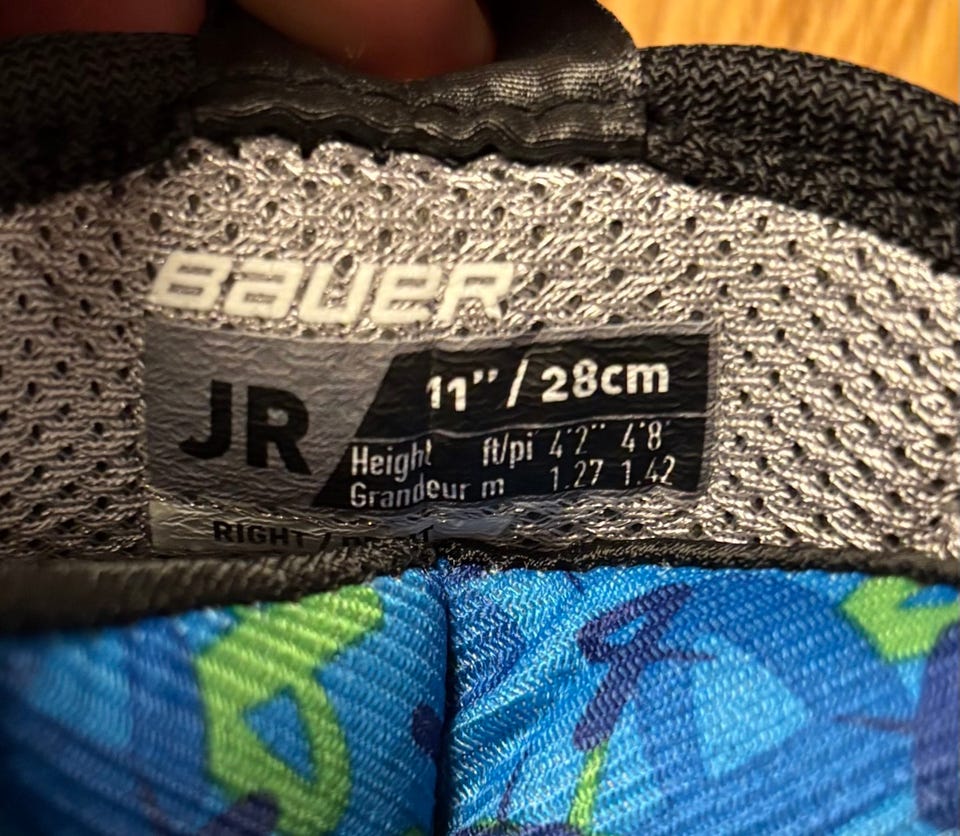 BAUER
JR
11" / 28cm
Height ft/pi 4'2" 4'8
Grandeur m 1.27 1.42
RIGHT /